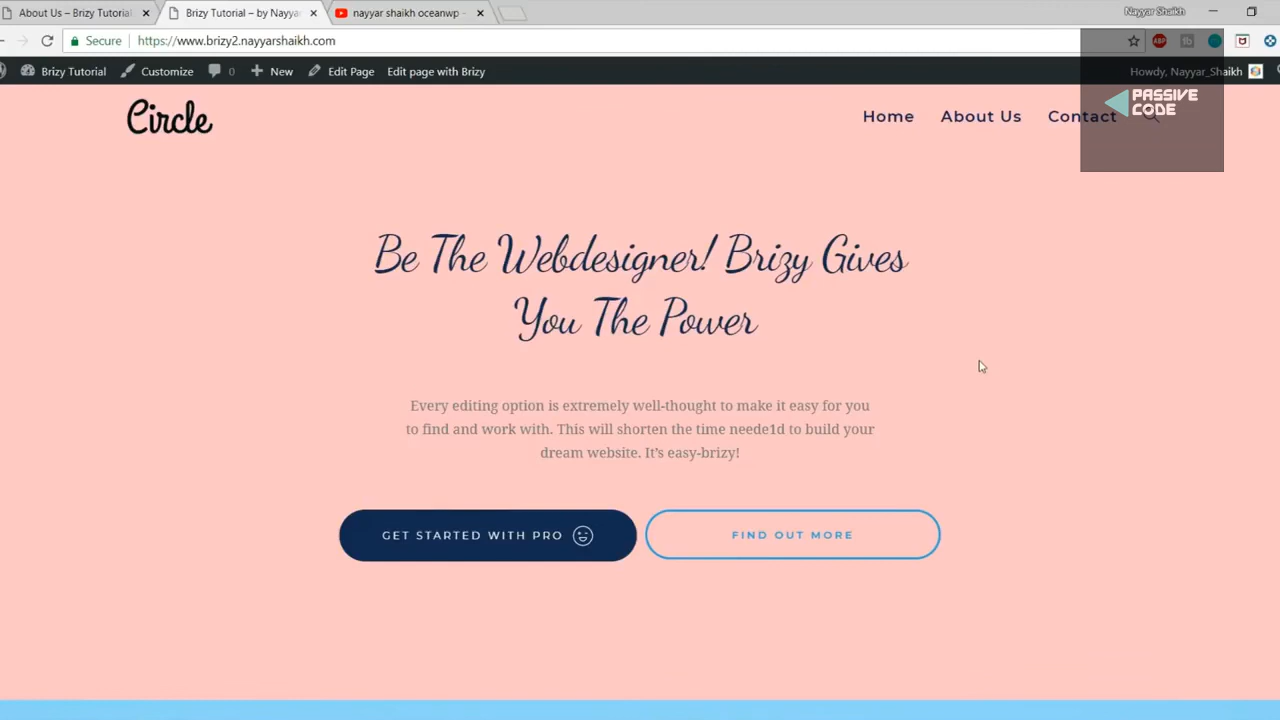 About Us – Brizy Tutorial
Brizy Tutorial – by Nayyar
nayyar shaikh oceanwp -
Nayyar Shaikh
Secure
https://www.brizy2.nayyarshaikh.com
ABP
Brizy Tutorial
Customize
0
New
Edit Page
Edit page with Brizy
Howdy, Nayyar_Shaikh
PASSIVE
CODE
Circle
Home
About Us
Contact
Be The Webdesigner! Brizy Gives
You The Power
Every editing option is extremely well-thought to make it easy for you
to find and work with. This will shorten the time neede1d to build your
dream website. It's easy-brizy!
GET STARTED WITH PRO
FIND OUT MORE